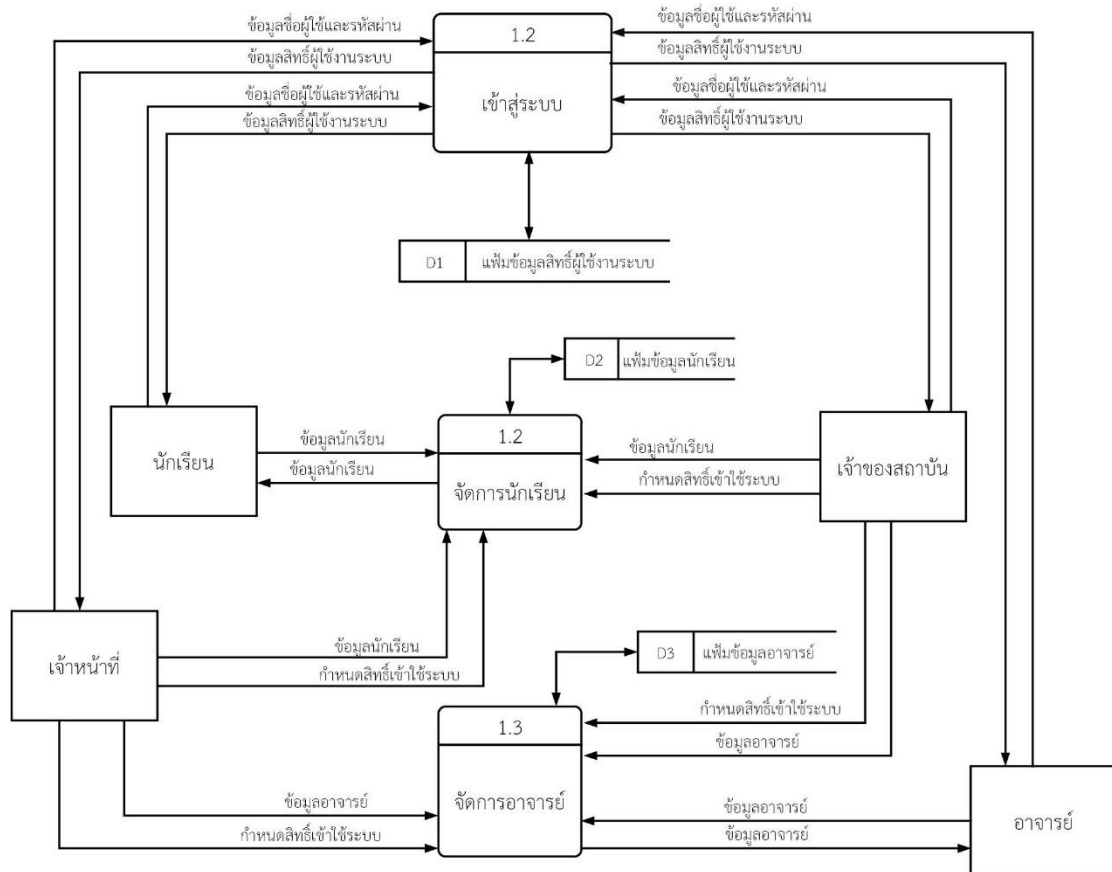 ข้อมูลชื่อผู้ใช้และรหัสผ่าน
1.2
ข้อมูลชื่อผู้ใช้และรหัสผ่าน
ข้อมูลสิทธิ์ผู้ใช้งานระบบ
ข้อมูลสิทธิ์ผู้ใช้งานระบบ
ข้อมูลชื่อผู้ใช้และรหัสผ่าน
เข้าสู่ระบบ
ข้อมูลชื่อผู้ใช้และรหัสผ่าน
ข้อมูลสิทธิ์ผู้ใช้งานระบบ
ข้อมูลสิทธิ์ผู้ใช้งานระบบ
D1 แฟ้มข้อมูลสิทธิ์ผู้ใช้งานระบบ
D2 แฟ้มข้อมูลนักเรียน
1.2
นักเรียน
ข้อมูลนักเรียน
ข้อมูลนักเรียน
จัดการนักเรียน
ข้อมูลนักเรียน
กำหนดสิทธิ์เข้าใช้ระบบ
เจ้าของสถาบัน
เจ้าหน้าที่
ข้อมูลนักเรียน
กำหนดสิทธิ์เข้าใช้ระบบ
D3 แฟ้มข้อมูลอาจารย์
1.3
กำหนดสิทธิ์เข้าใช้ระบบ
ข้อมูลอาจารย์
จัดการอาจารย์
ข้อมูลอาจารย์
กำหนดสิทธิ์เข้าใช้ระบบ
ข้อมูลอาจารย์
ข้อมูลอาจารย์
อาจารย์